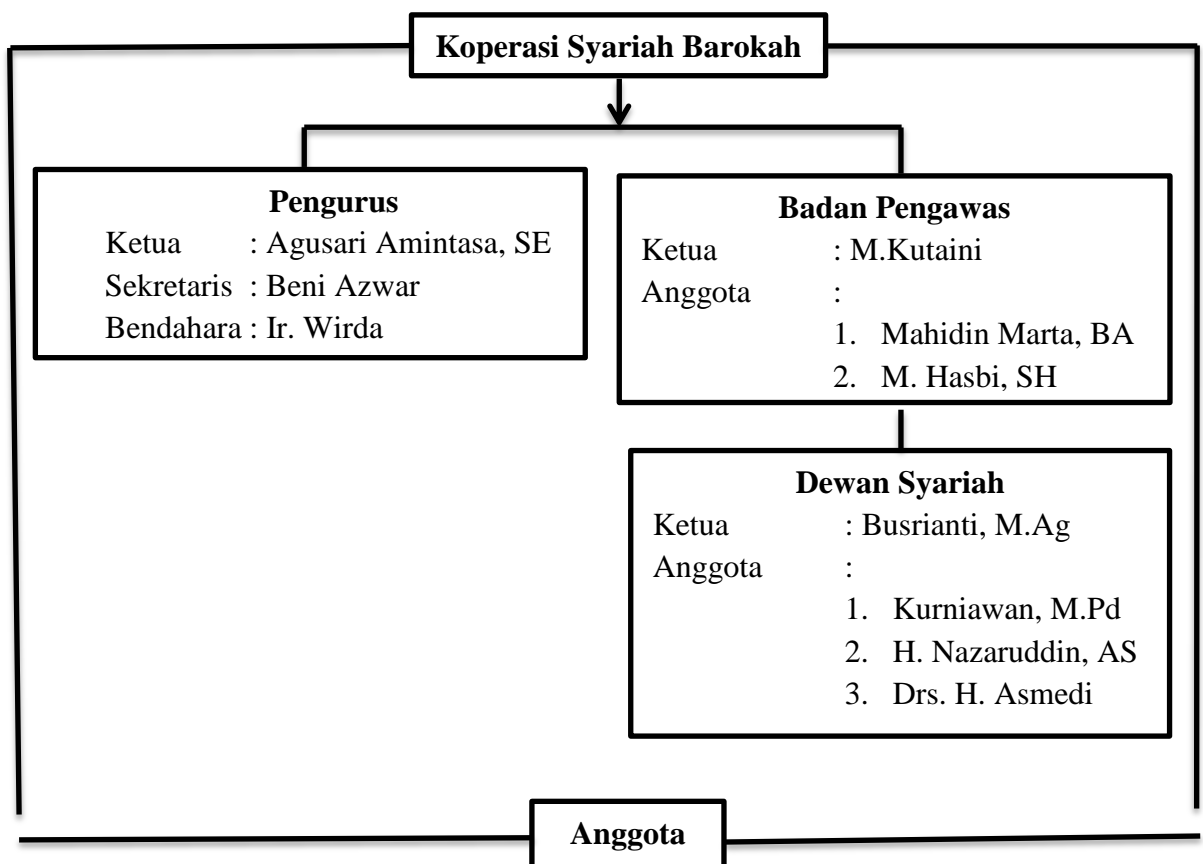 Koperasi Syariah Barokah
Pengurus
Ketua : Agusari Amintasa, SE
Sekretaris : Beni Azwar
Bendahara : Ir. Wirda
Badan Pengawas
Ketua : M.Kutaini
Anggota :
1. Mahidin Marta, BA
2. M. Hasbi, SH
Dewan Syariah
Ketua : Busrianti, M.Ag
Anggota :
1. Kurniawan, M.Pd
2. H. Nazaruddin, AS
3. Drs. H. Asmedi
Anggota